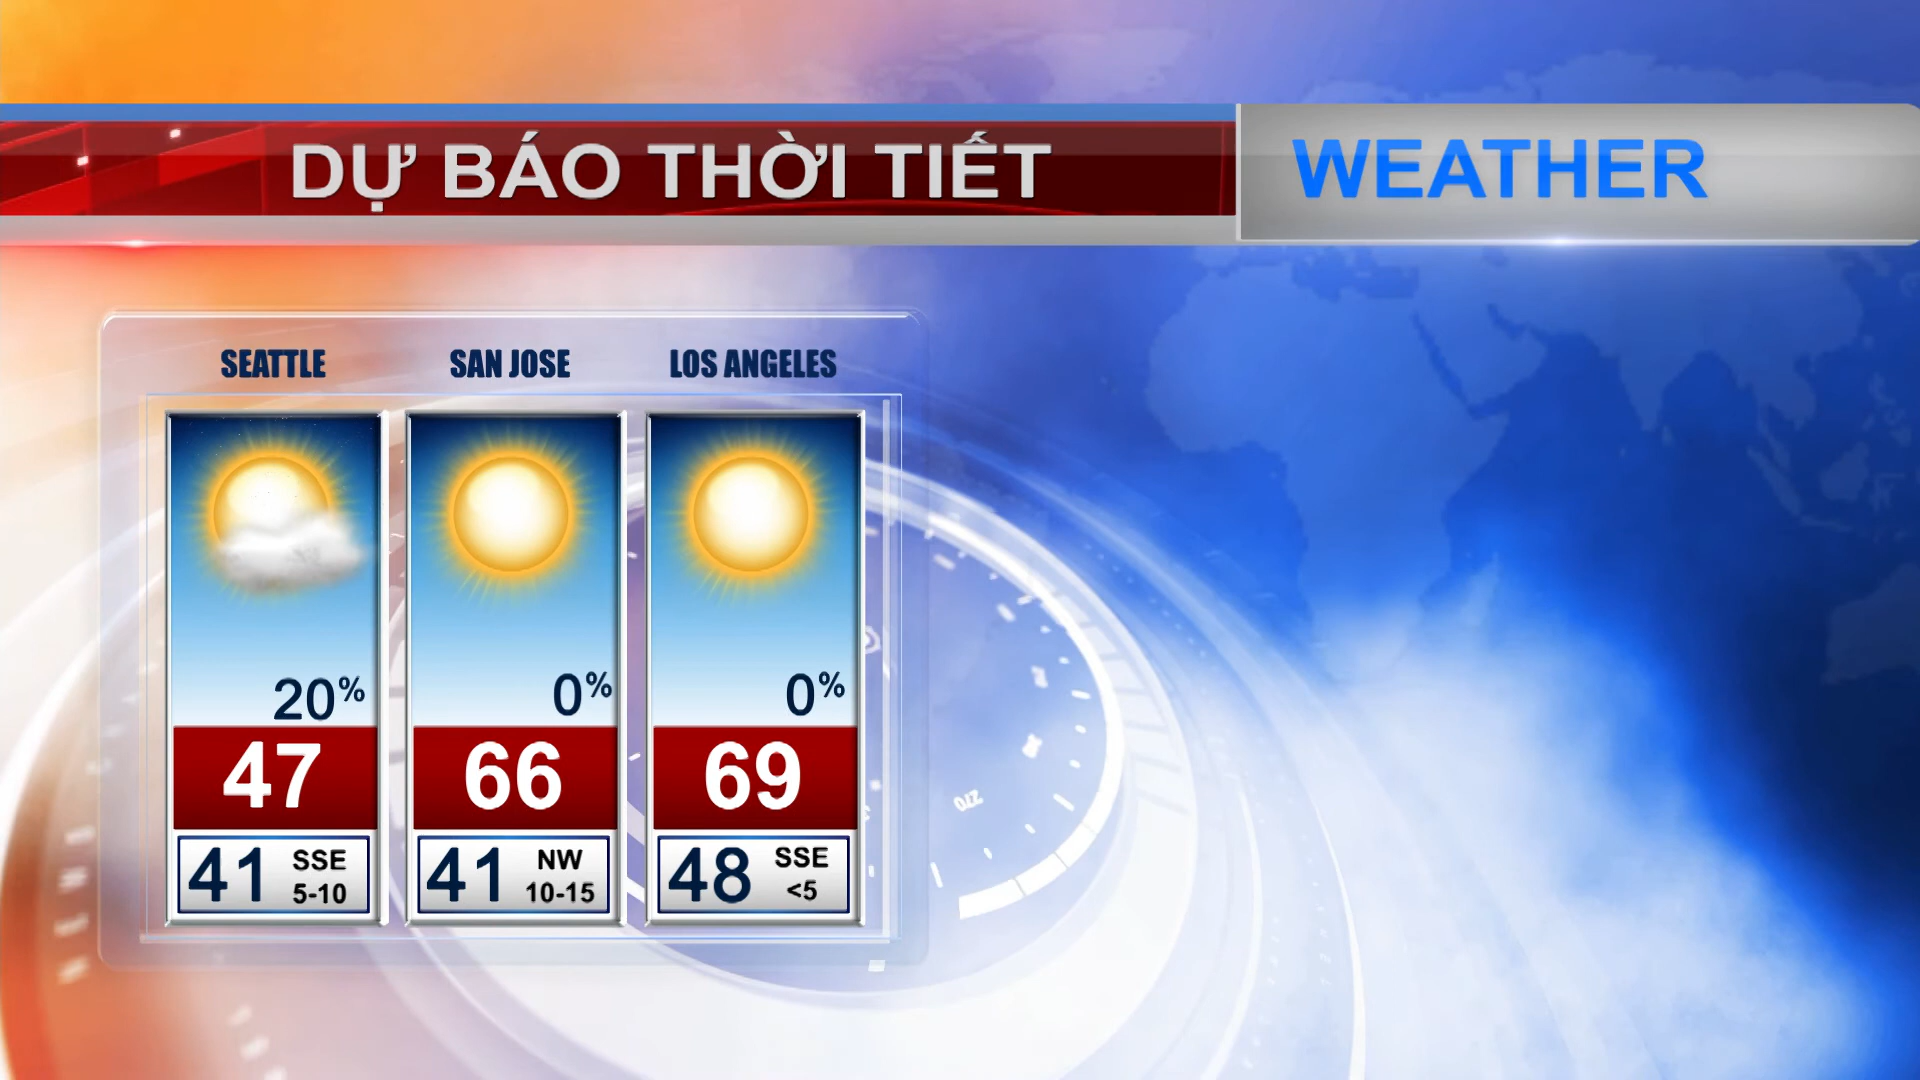 DỰ BÁO THỜI TIẾT
WEATHER
SEATTLE SAN JOSE LOS ANGELES
20% 0% 0%
47 66 69
41 SSE 5-10
41 NW 10-15
48 SSE <5
270